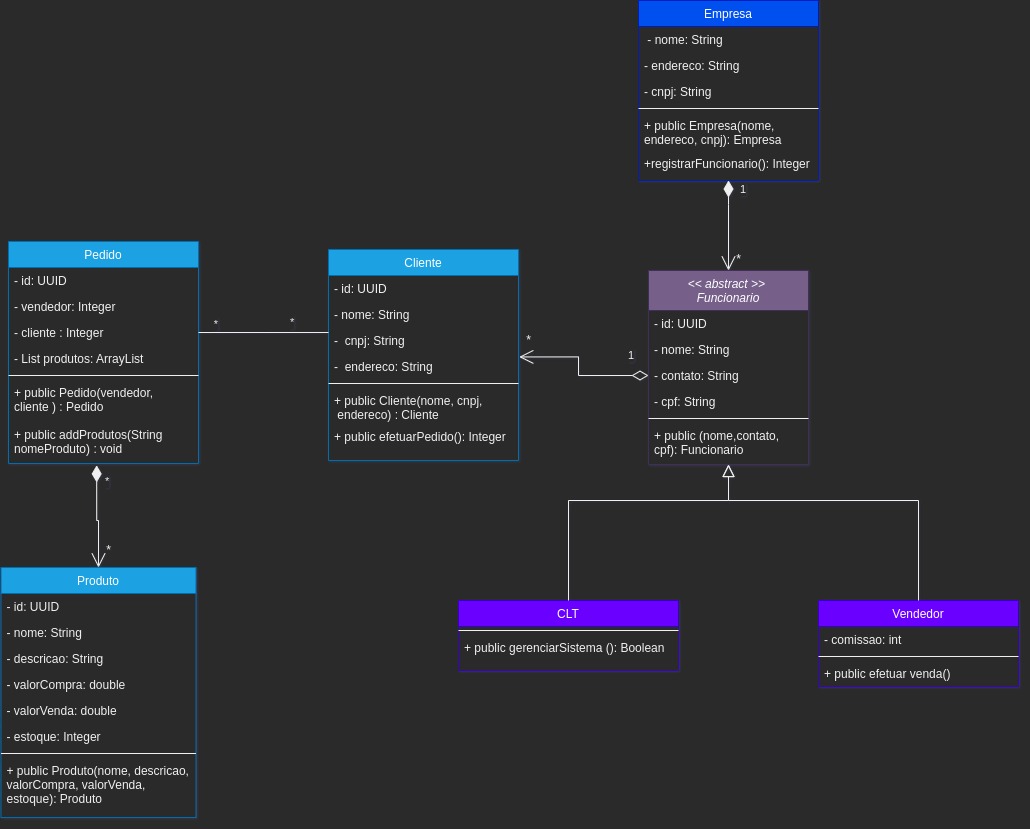 Empresa
- nome: String
- endereco: String
- cnpj: String
+ public Empresa(nome,
endereco, cnpj): Empresa
+registrarFuncionario(): Integer
1
*
Pedido
- id: UUID
- vendedor: Integer
- cliente : Integer
- List produtos: ArrayList
+ public Pedido(vendedor,
cliente ) : Pedido
+ public addProdutos(String
nomeProduto) : void
*
*
Cliente
- id: UUID
- nome: String
- cnpj: String
- endereco: String
+ public Cliente(nome, cnpj,
endereco) : Cliente
+ public efetuarPedido(): Integer
*
1
<< abstract >>
Funcionario
- id: UUID
- nome: String
- contato: String
- cpf: String
+ public (nome,contato,
cpf): Funcionario
*
*
Produto
- id: UUID
- nome: String
- descricao: String
- valorCompra: double
- valorVenda: double
- estoque: Integer
+ public Produto(nome, descricao,
valorCompra, valorVenda,
estoque): Produto
CLT
+ public gerenciarSistema (): Boolean
Vendedor
- comissao: int
+ public efetuar venda()